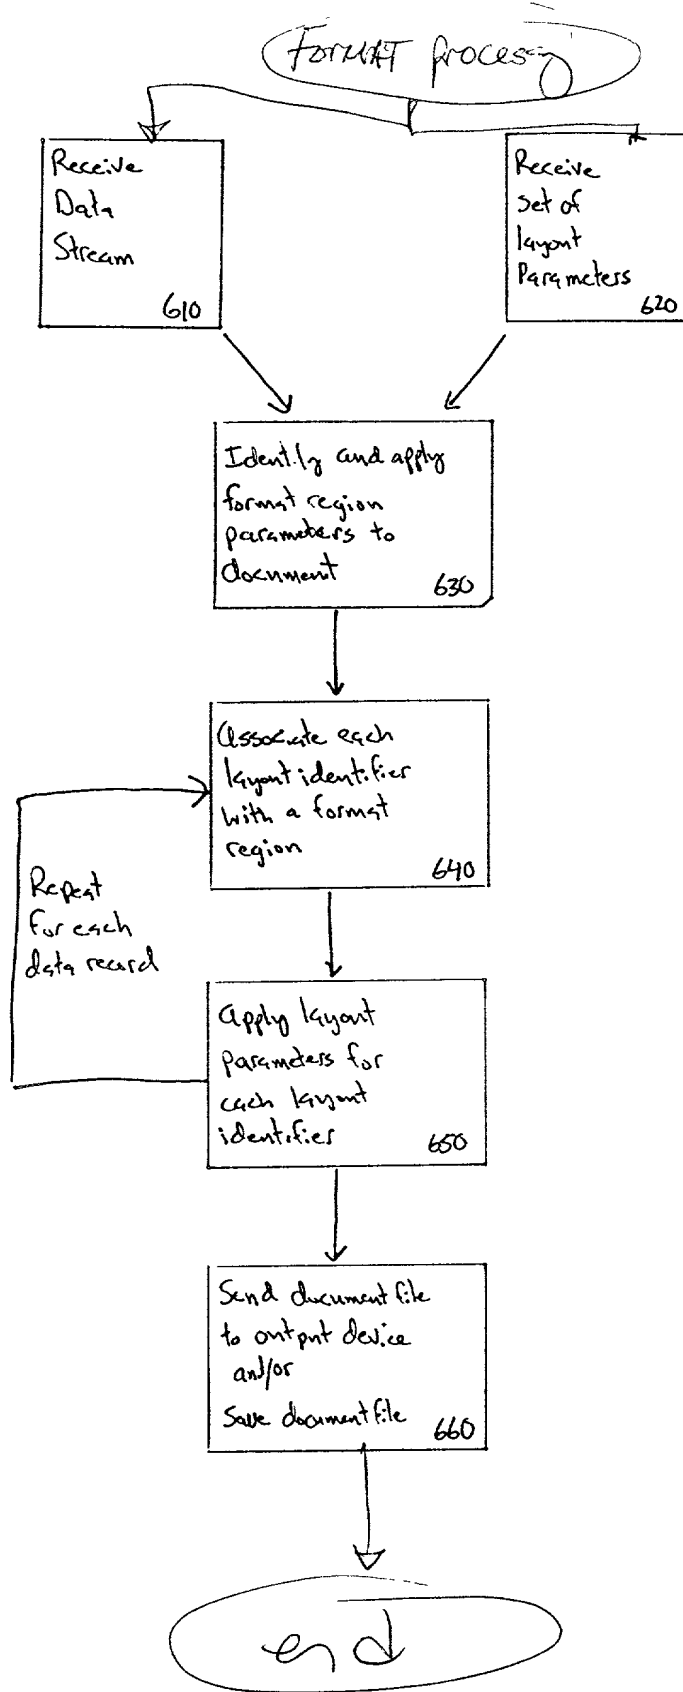 FORMAT process
Receive
Data
Stream
610
Receive
set of
layout
Parameters
620
Identify and apply
format region
parameters to
document
630
Associate each
layout identifier
with a format
region
640
Repeat
for each
data record
Apply layout
parameters for
each layout
identifier
650
Send document file
to output device
and/or
Save document file
660
end